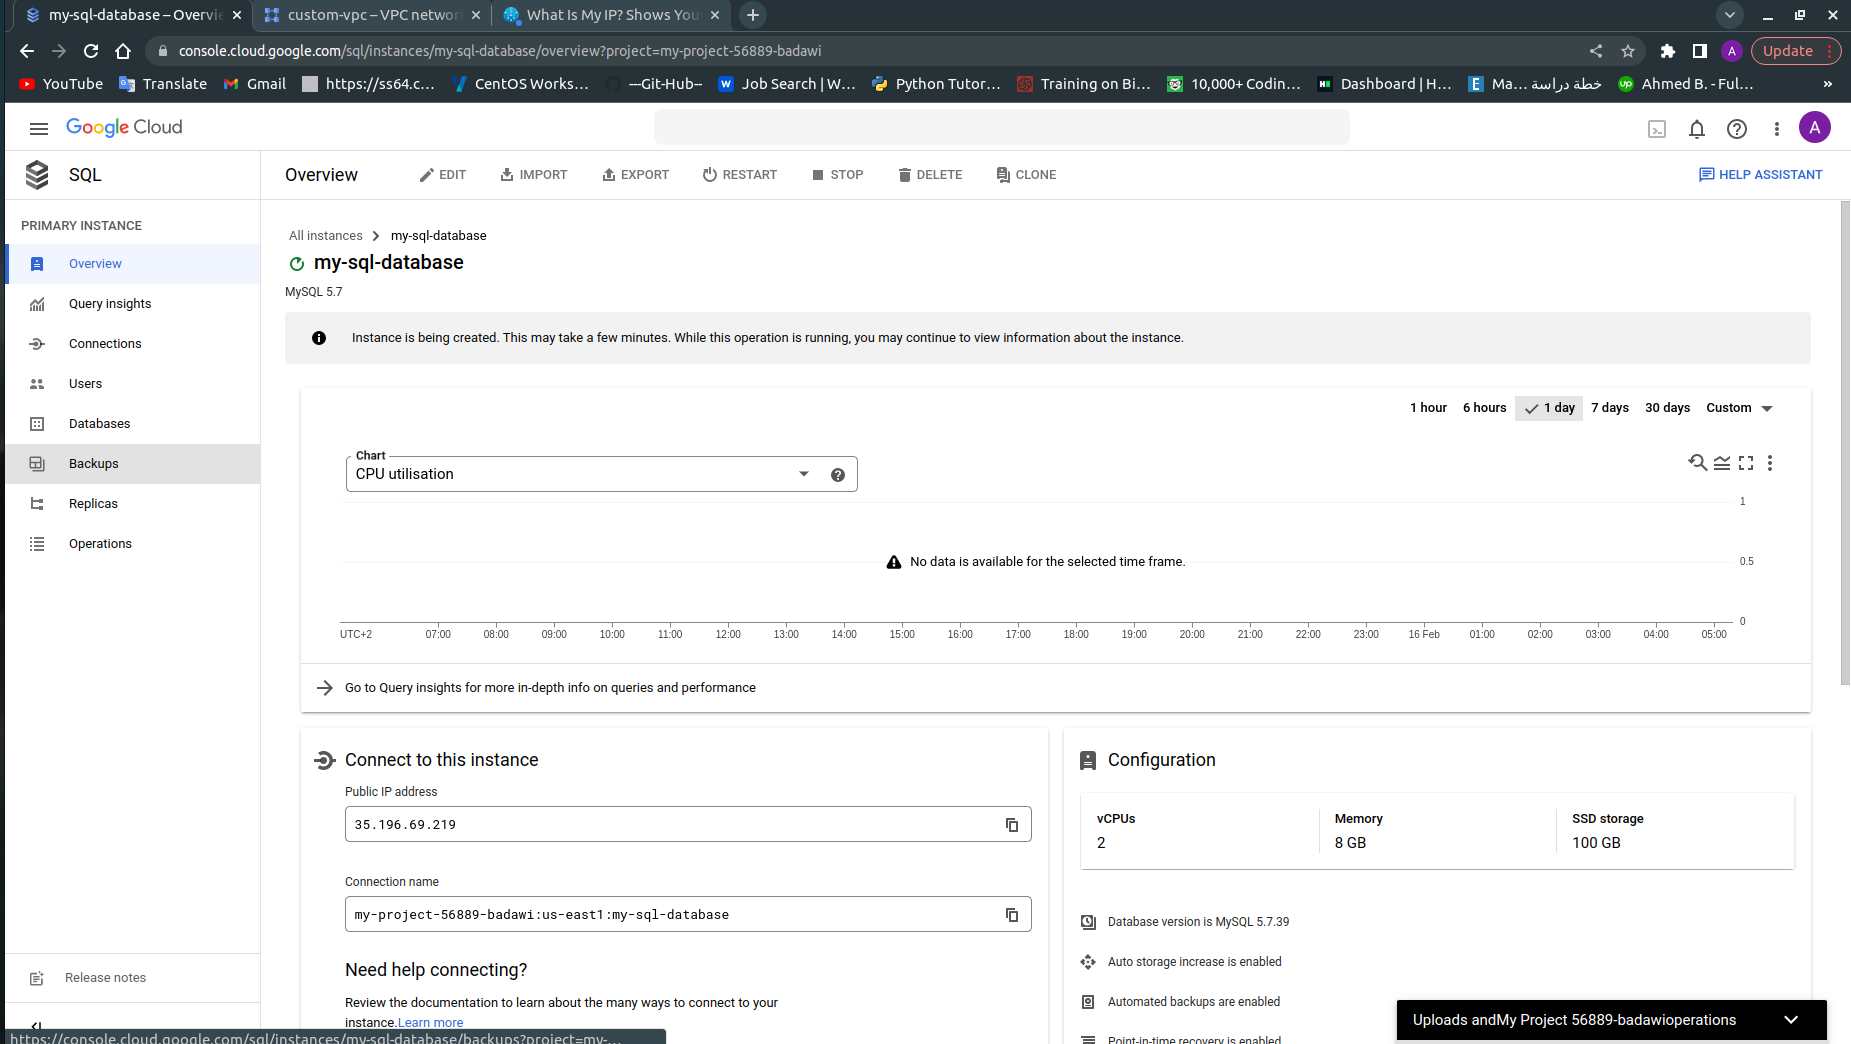 my-sql-database – Overvie
custom-vpc – VPC networ
What Is My IP? Shows You
console.cloud.google.com/sql/instances/my-sql-database/overview?project=my-project-56889-badawi
A
Update
YouTube
Translate
Gmail
https://ss64.c...
CentOS Works...
---Git-Hub--
Job Search | W...
Python Tutor...
Training on Bi...
10,000+ Codin...
Dashboard | H...
Ma... خطة دراسة
Ahmed B. - Ful...
»
Google Cloud
A
SQL
Overview
EDIT
IMPORT
EXPORT
RESTART
STOP
DELETE
CLONE
HELP ASSISTANT
PRIMARY INSTANCE
Overview
Query insights
Connections
Users
Databases
Backups
Replicas
Operations
Release notes
All instances
my-sql-database
my-sql-database
MySQL 5.7
Instance is being created. This may take a few minutes. While this operation is running, you may continue to view information about the instance.
1 hour
6 hours
1 day
7 days
30 days
Custom
Chart
CPU utilisation
1
No data is available for the selected time frame.
0.5
0
UTC+2
07:00
08:00
09:00
10:00
11:00
12:00
13:00
14:00
15:00
16:00
17:00
18:00
19:00
20:00
21:00
22:00
23:00
16 Feb
01:00
02:00
03:00
04:00
05:00
Go to Query insights for more in-depth info on queries and performance
Connect to this instance
Public IP address
35.196.69.219
Connection name
my-project-56889-badawi:us-east1:my-sql-database
Need help connecting?
Review the documentation to learn about the many ways to connect to your
instance.Learn more
Configuration
vCPUs
2
Memory
8 GB
SSD storage
100 GB
Database version is MySQL 5.7.39
Auto storage increase is enabled
Automated backups are enabled
Point-in-time recovery is enabled
Uploads andMy Project 56889-badawioperations
https://console.cloud.google.com/sql/instances/my-sql-database/backups?project=my-...